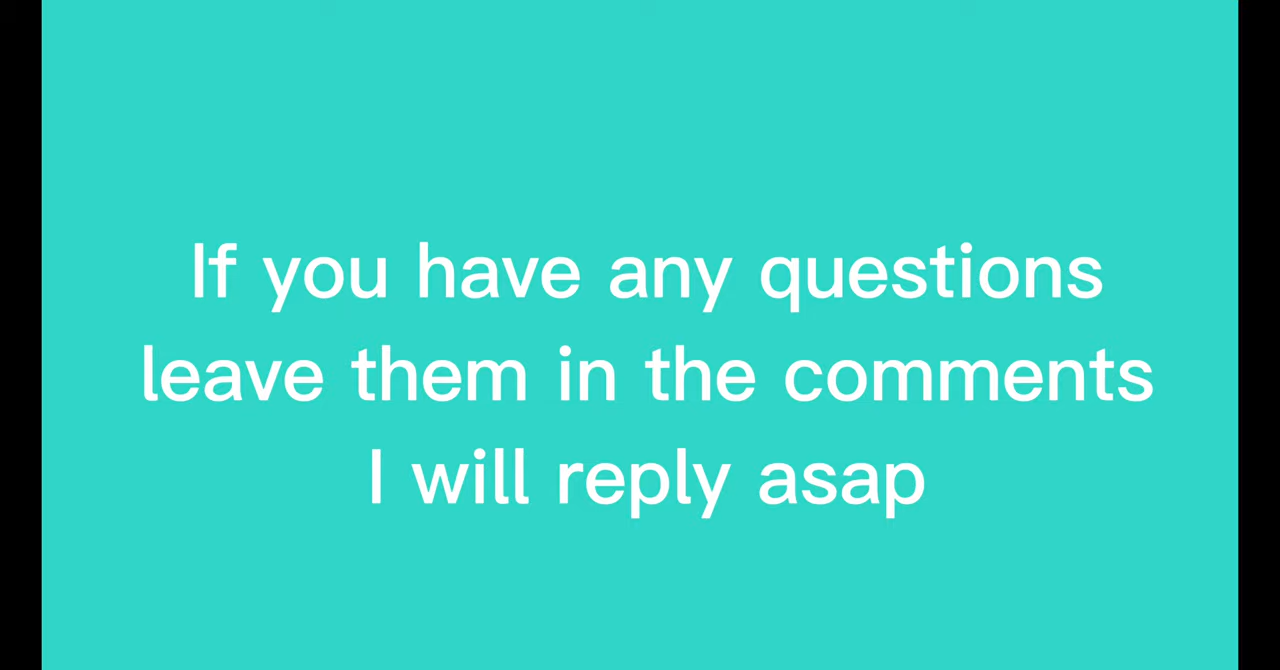 If you have any questions
leave them in the comments
I will reply asap